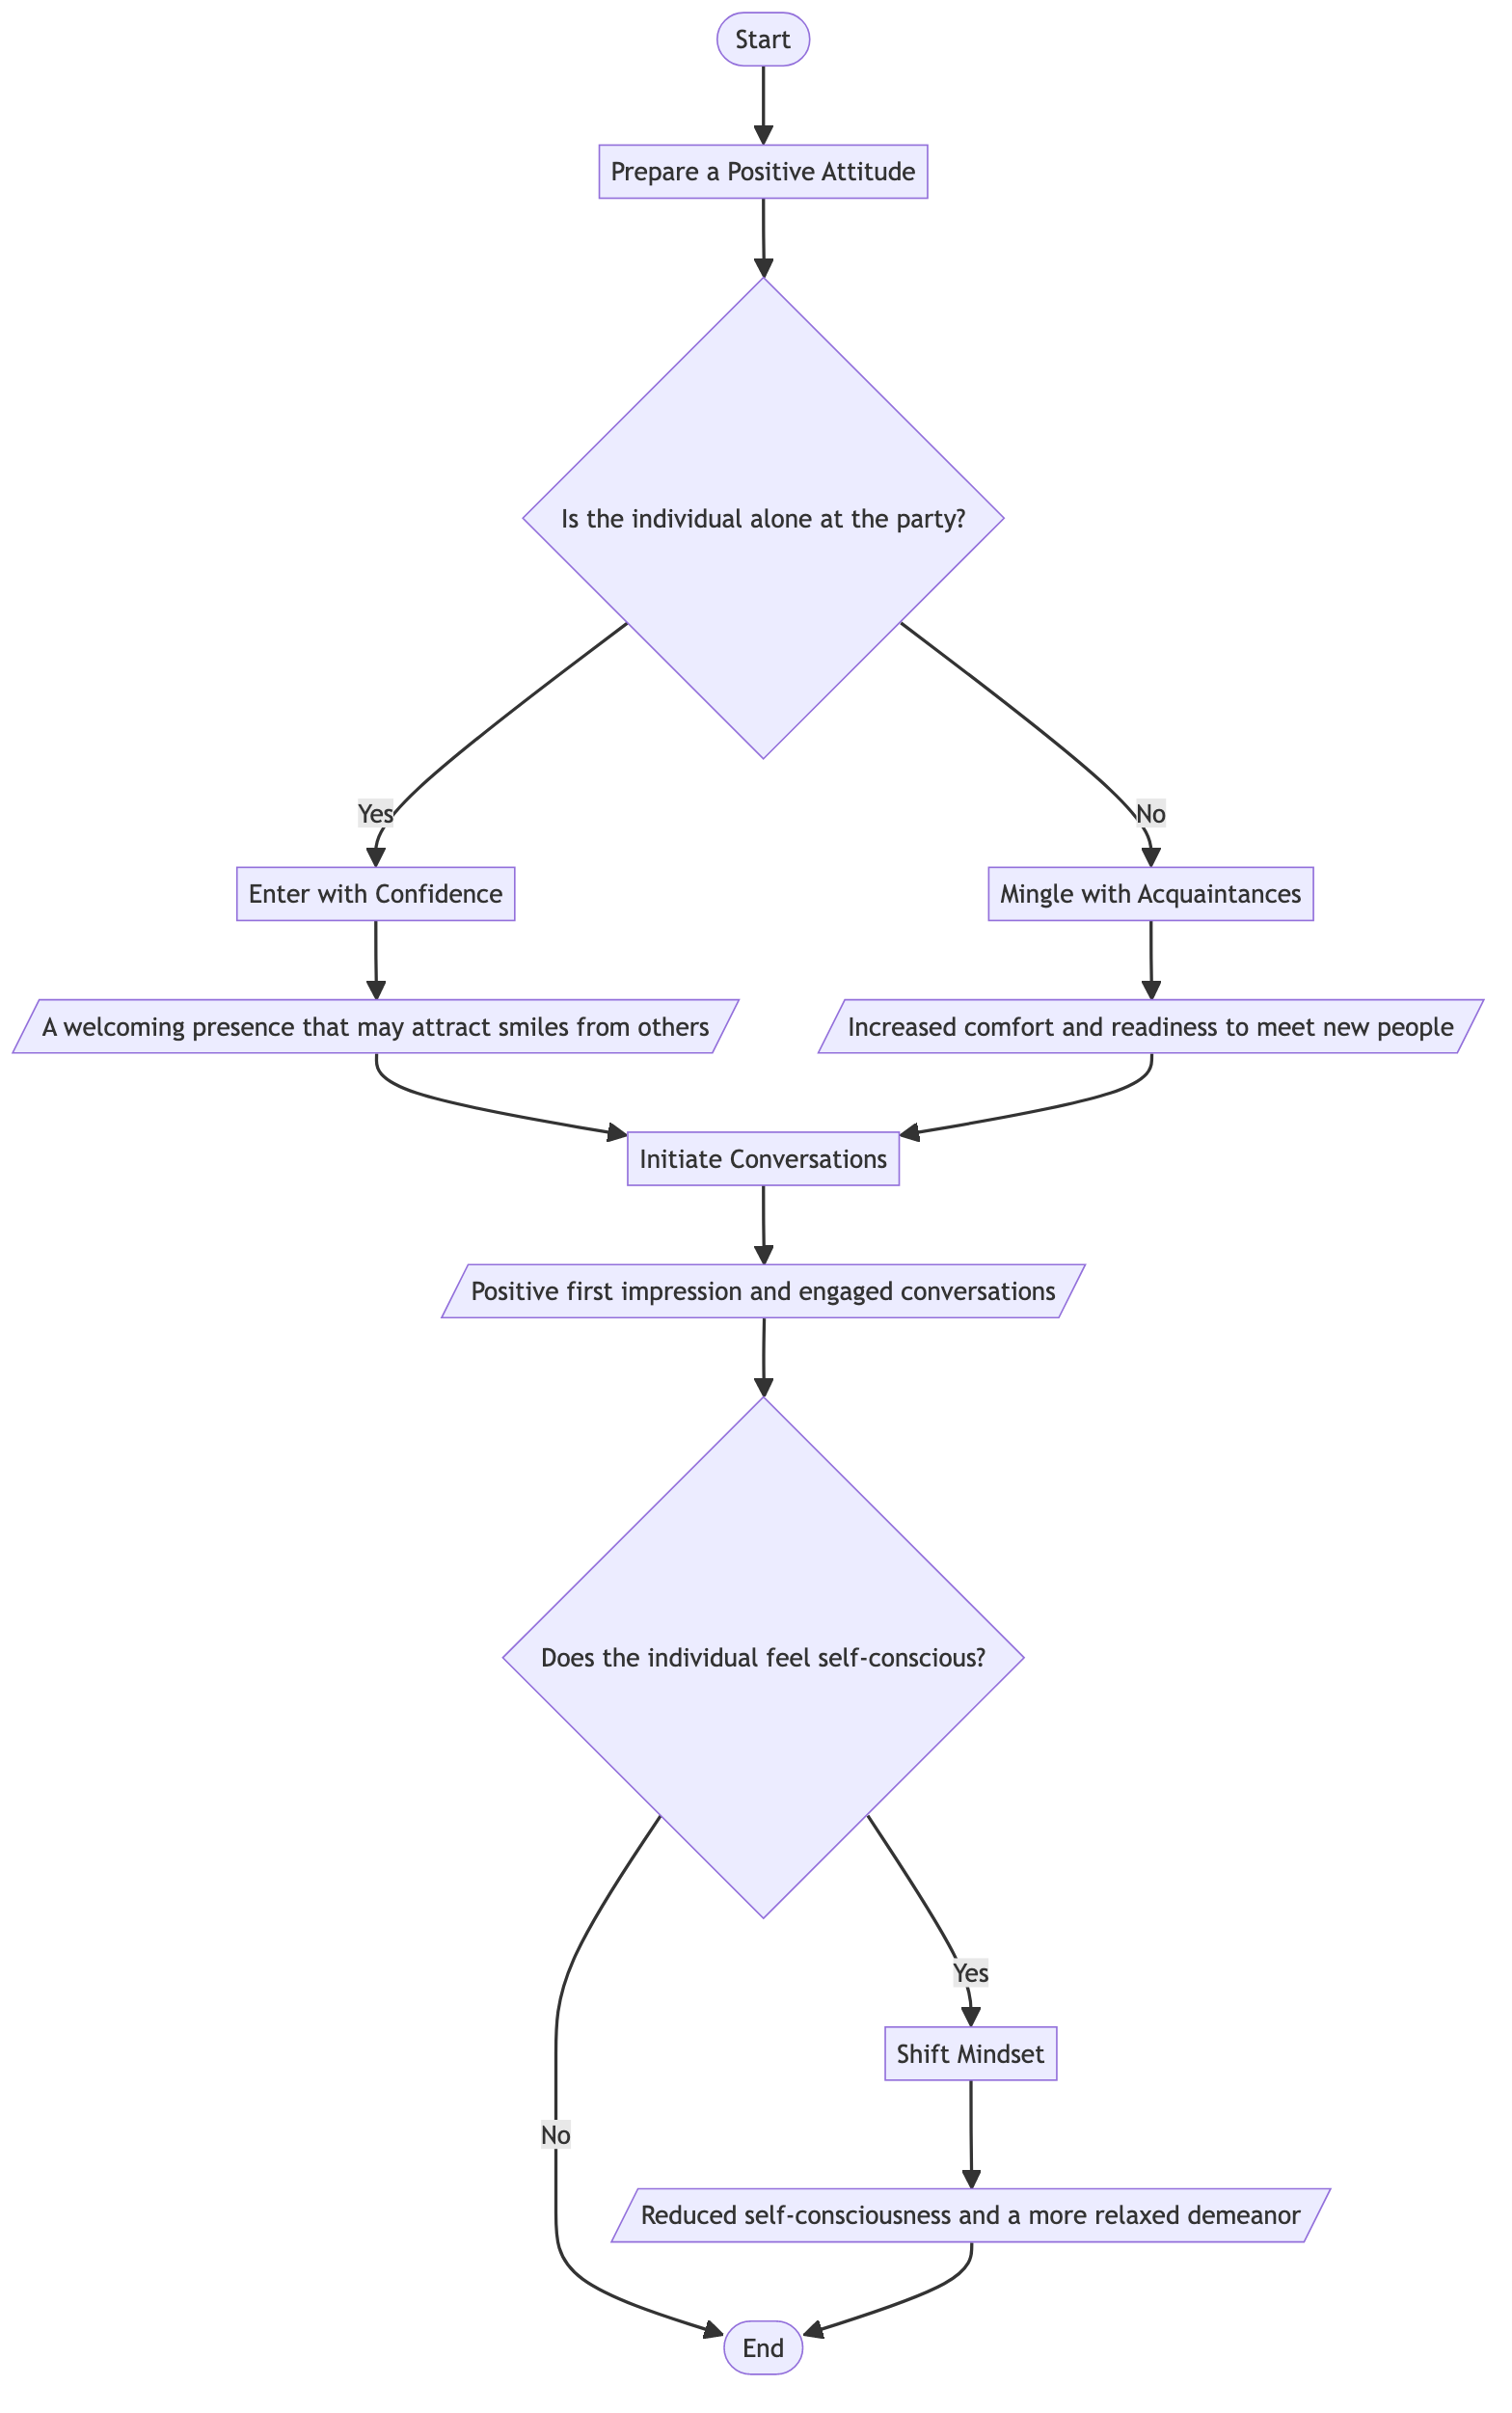 Start
Prepare a Positive Attitude
Is the individual alone at the party?
Yes
No
Enter with Confidence
Mingle with Acquaintances
A welcoming presence that may attract smiles from others
Increased comfort and readiness to meet new people
Initiate Conversations
Positive first impression and engaged conversations
Does the individual feel self-conscious?
Yes
Shift Mindset
No
Reduced self-consciousness and a more relaxed demeanor
End